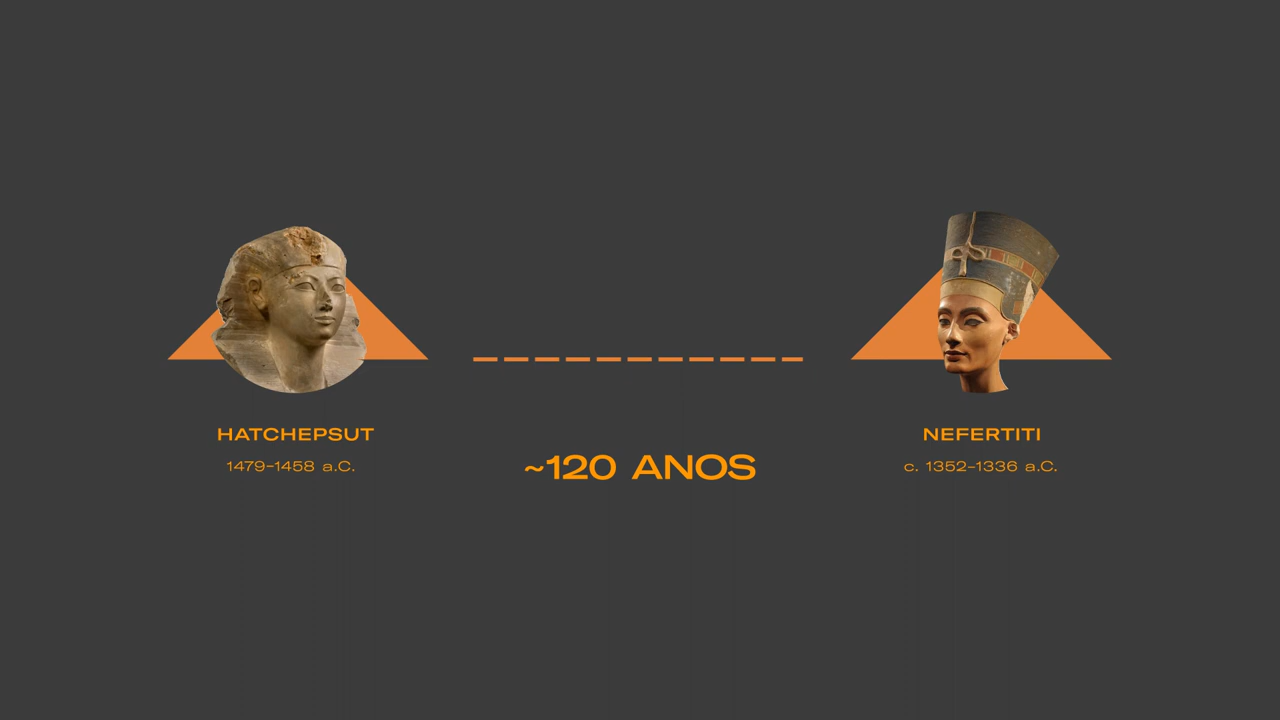 HATCHEPSUT
1479-1458 a.C.
~120 ANOS
NEFERTITI
c. 1352-1336 a.C.